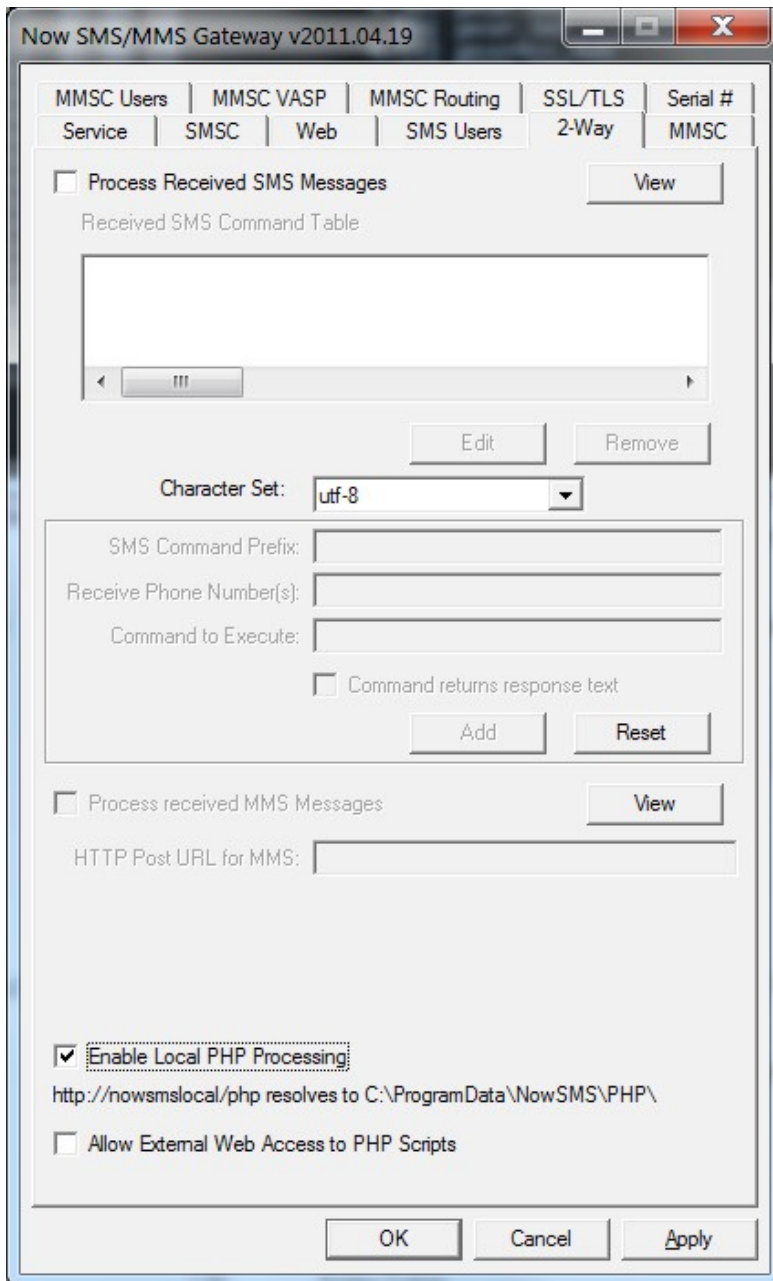 Now SMS/MMS Gateway v2011.04.19
MMSC Users MMSC VASP MMSC Routing SSL/TLS Serial #
Service SMSC Web SMS Users 2-Way MMSC
Process Received SMS Messages View
Received SMS Command Table
Edit Remove
Character Set: utf-8
SMS Command Prefix:
Receive Phone Number(s):
Command to Execute:
Command returns response text
Add Reset
Process received MMS Messages View
HTTP Post URL for MMS:
Enable Local PHP Processing
http://nowsmslocal/php resolves to C:\ProgramData\NowSMS\PHP\
Allow External Web Access to PHP Scripts
OK Cancel Apply